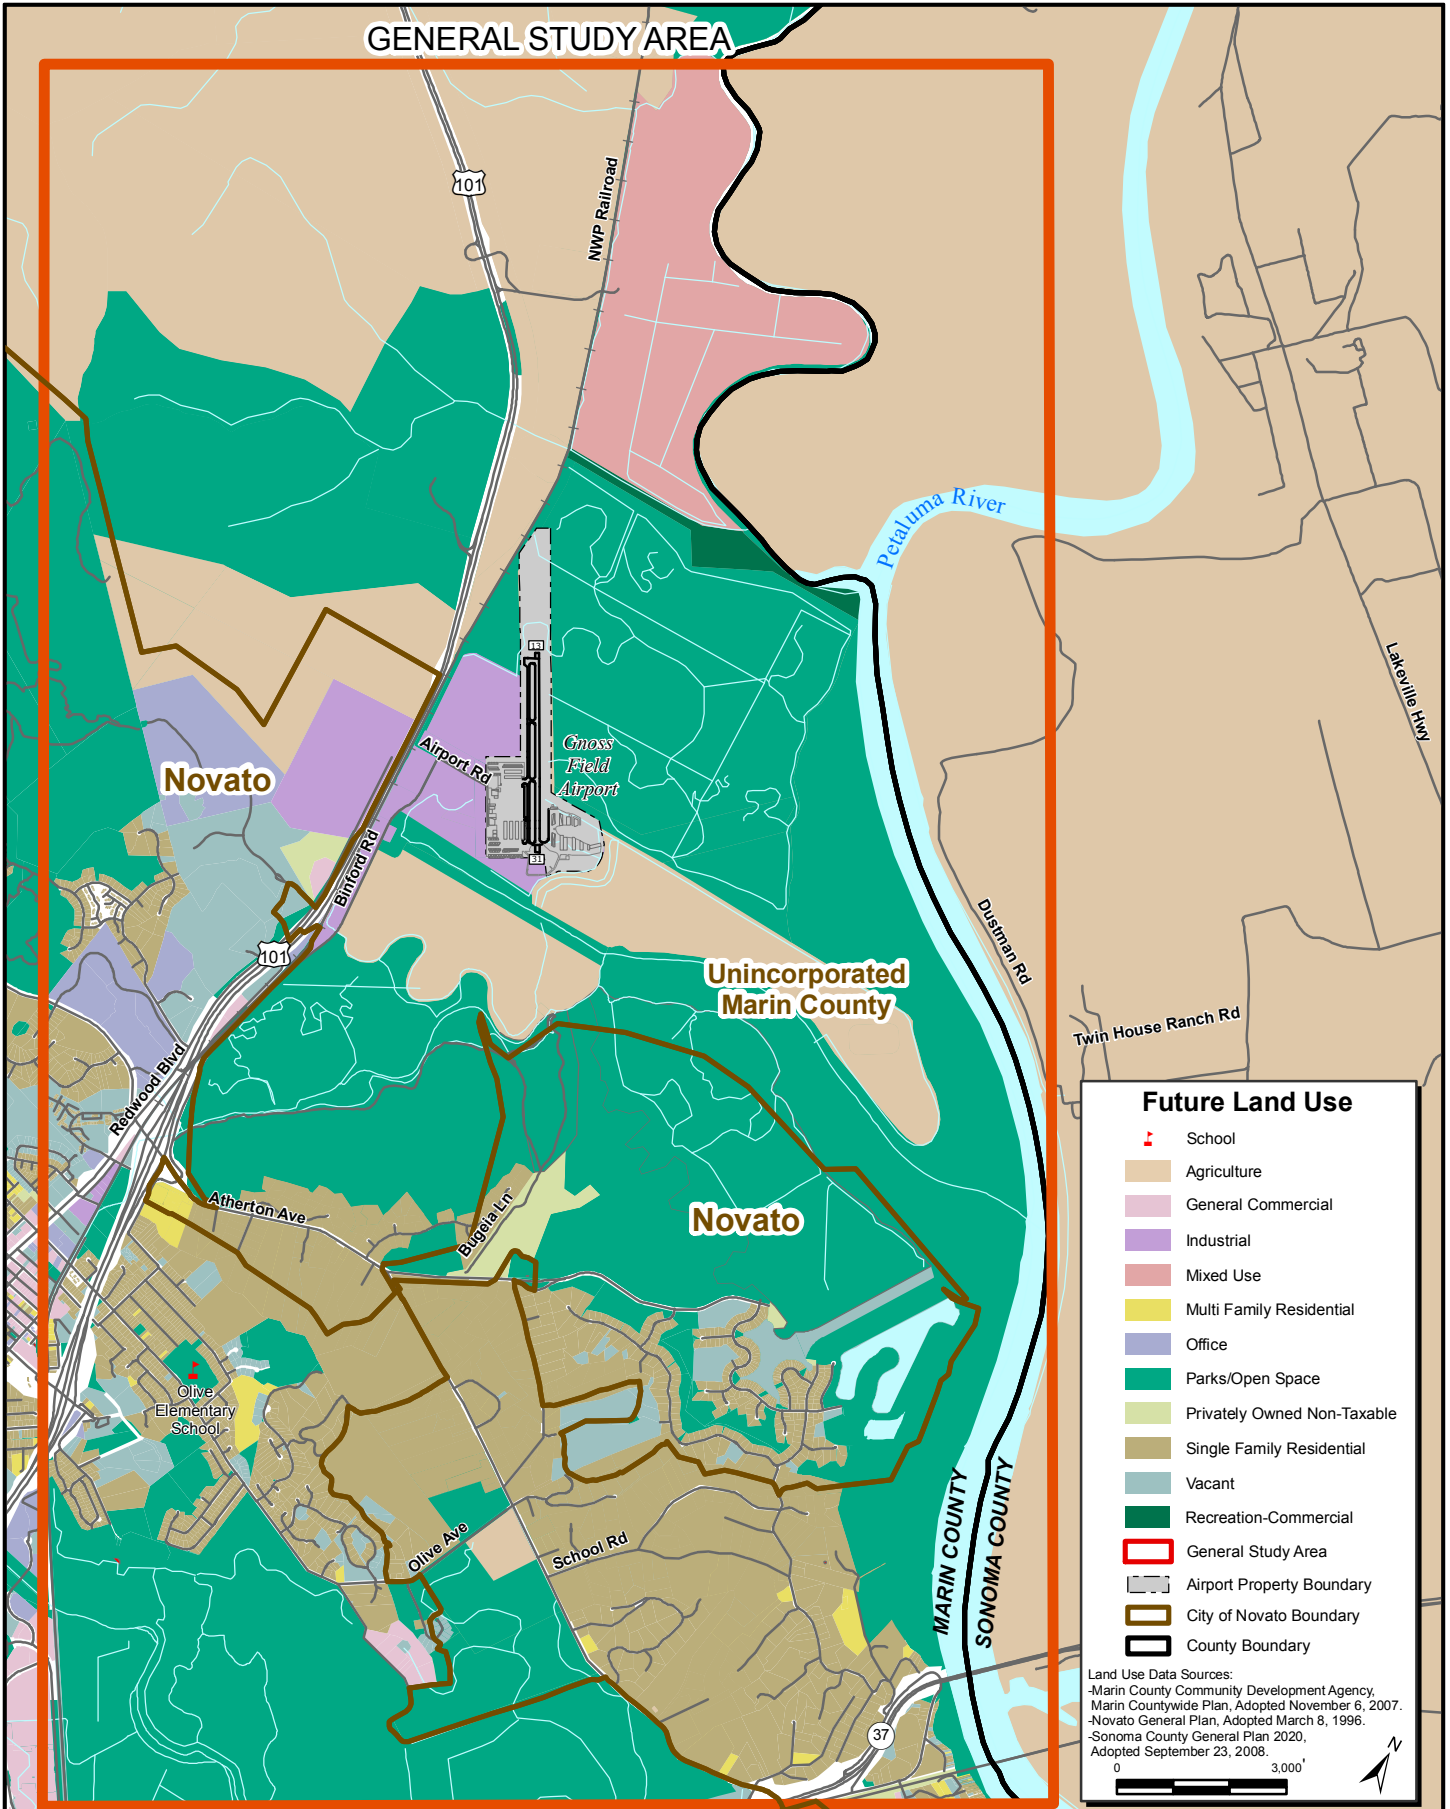 GENERAL STUDY AREA
101
NWP Railroad
Petaluma River
Lakeville Hwy
13
Airport Rd
Gnoss
Field
Airport
Novato
31
Binford Rd
101
Dustman Rd
Unincorporated
Marin County
Twin House Ranch Rd
Redwood Blvd
Atherton Ave
Bugeia Ln
Novato
Olive
Elementary
School
Olive Ave
School Rd
MARIN COUNTY
SONOMA COUNTY
37
Future Land Use
School
Agriculture
General Commercial
Industrial
Mixed Use
Multi Family Residential
Office
Parks/Open Space
Privately Owned Non-Taxable
Single Family Residential
Vacant
Recreation-Commercial
General Study Area
Airport Property Boundary
City of Novato Boundary
County Boundary
Land Use Data Sources:
-Marin County Community Development Agency,
Marin Countywide Plan, Adopted November 6, 2007.
-Novato General Plan, Adopted March 8, 1996.
-Sonoma County General Plan 2020,
Adopted September 23, 2008.
0 3,000'
N